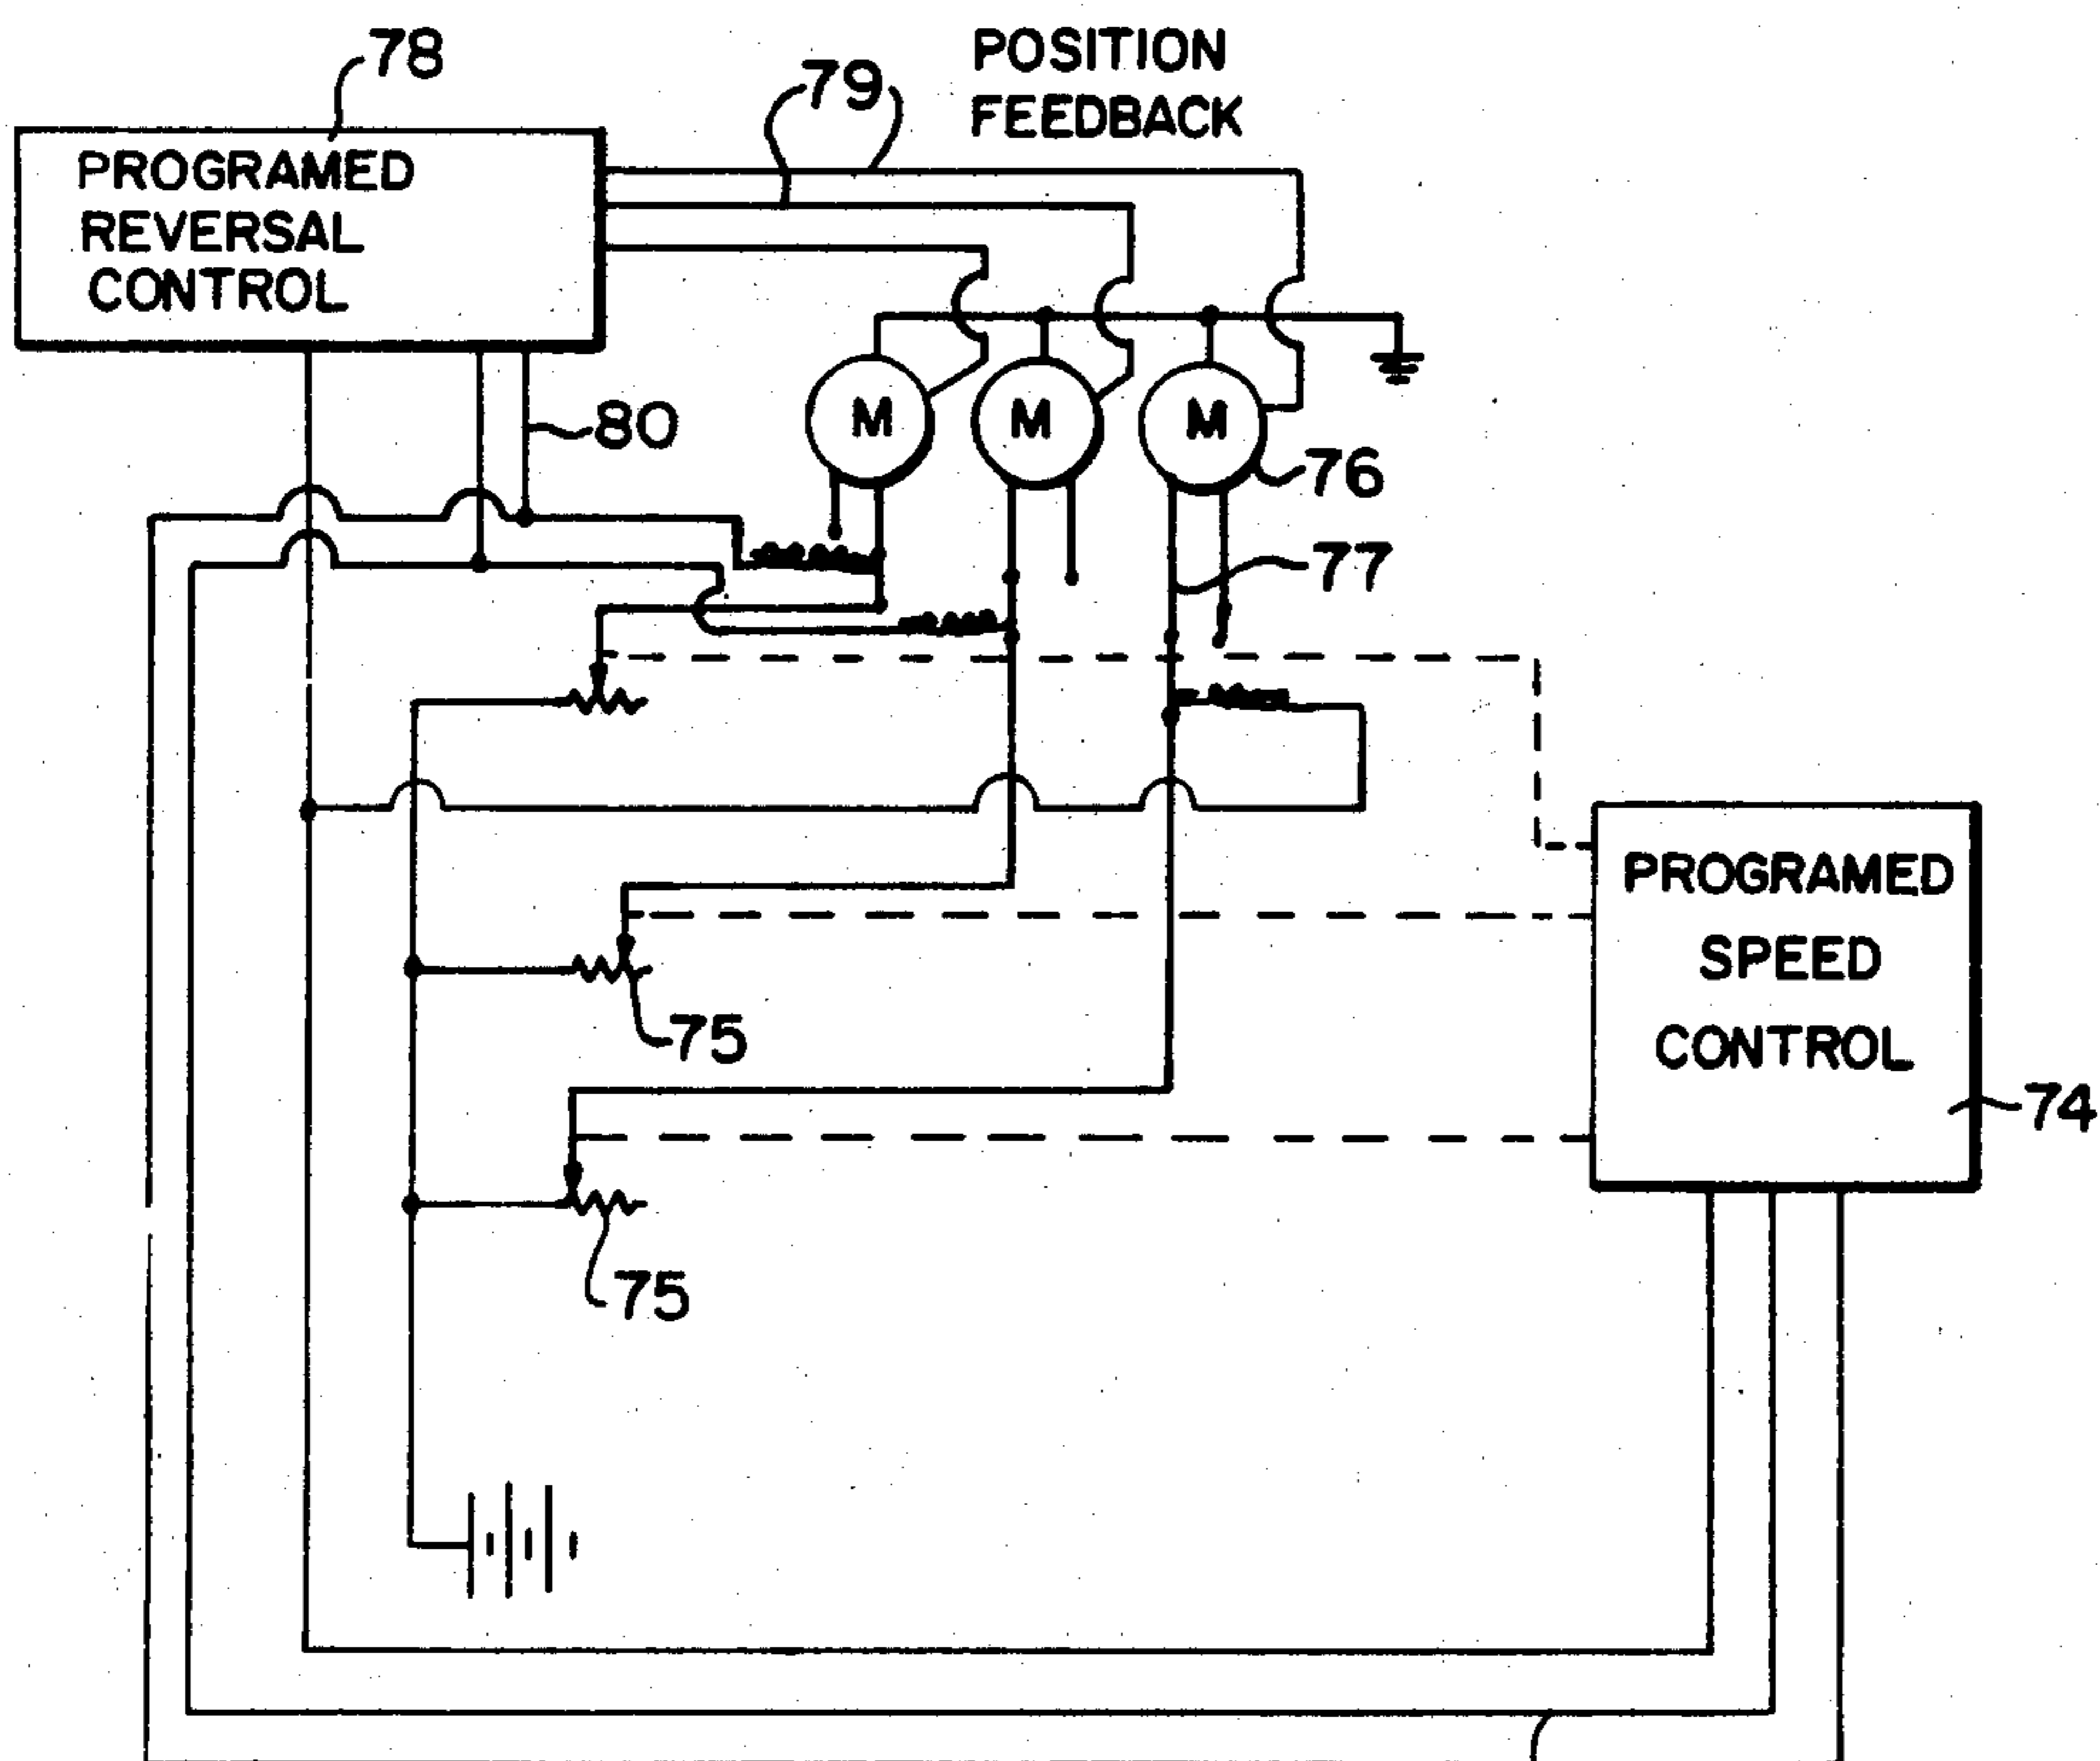 78
79
POSITION
FEEDBACK
PROGRAMED
REVERSAL
CONTROL
80
M
M
M
76
77
PROGRAMED
SPEED
CONTROL
75
74
75